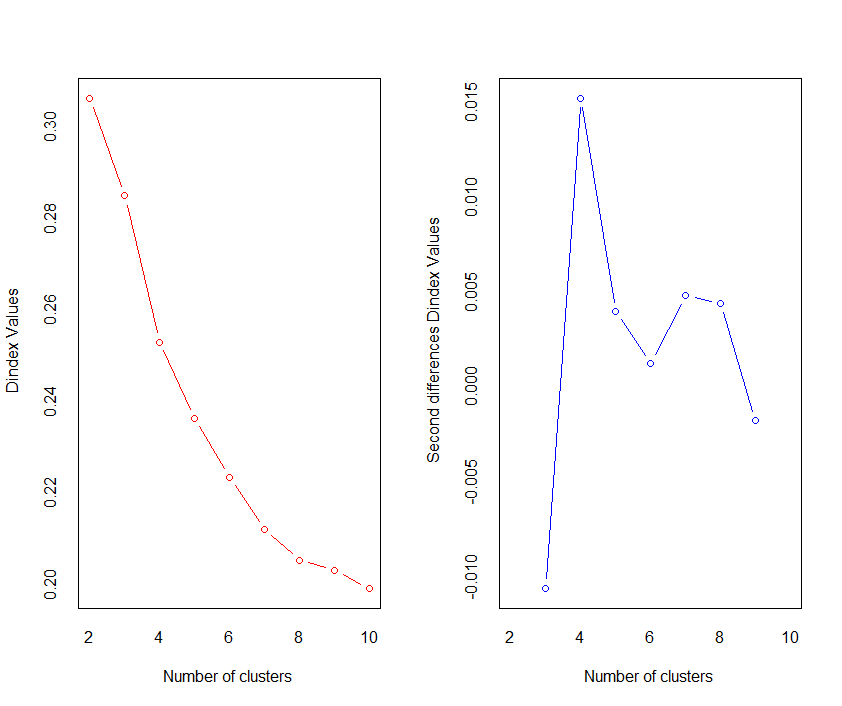 Dindex Values
0.30
0.28
0.26
0.24
0.22
0.20
2 4 6 8 10
Number of clusters
Second differences Dindex Values
0.015
0.010
0.005
0.000
-0.005
-0.010
2 4 6 8 10
Number of clusters